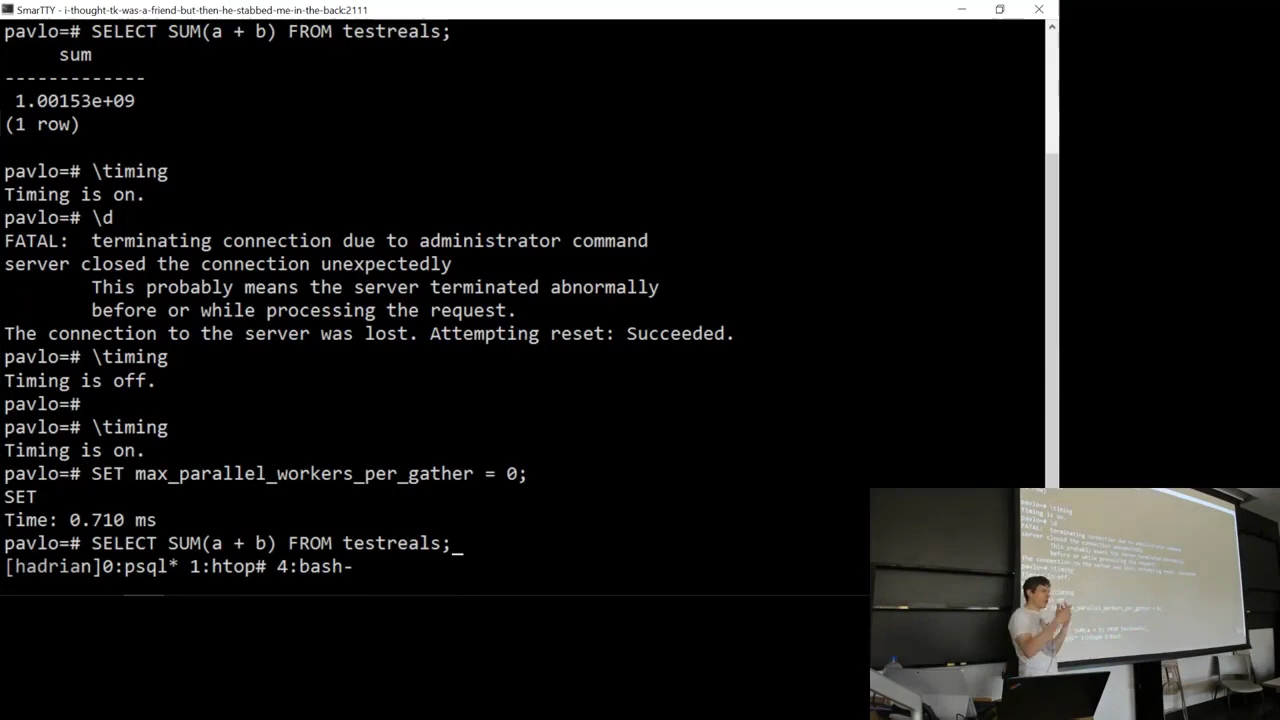 SmarTTY - i-thought-tk-was-a-friend-but-then-he-stabbed-me-in-the-back:2111
pavlo=# SELECT SUM(a + b) FROM testreals;
sum
-------------
1.00153e+09
(1 row)
pavlo=# \timing
Timing is on.
pavlo=# \d
FATAL:  terminating connection due to administrator command
server closed the connection unexpectedly
This probably means the server terminated abnormally
before or while processing the request.
The connection to the server was lost. Attempting reset: Succeeded.
pavlo=# \timing
Timing is off.
pavlo=#
pavlo=# \timing
Timing is on.
pavlo=# SET max_parallel_workers_per_gather = 0;
SET
Time: 0.710 ms
pavlo=# SELECT SUM(a + b) FROM testreals;_
[hadrian]0:psql* 1:htop# 4:bash-